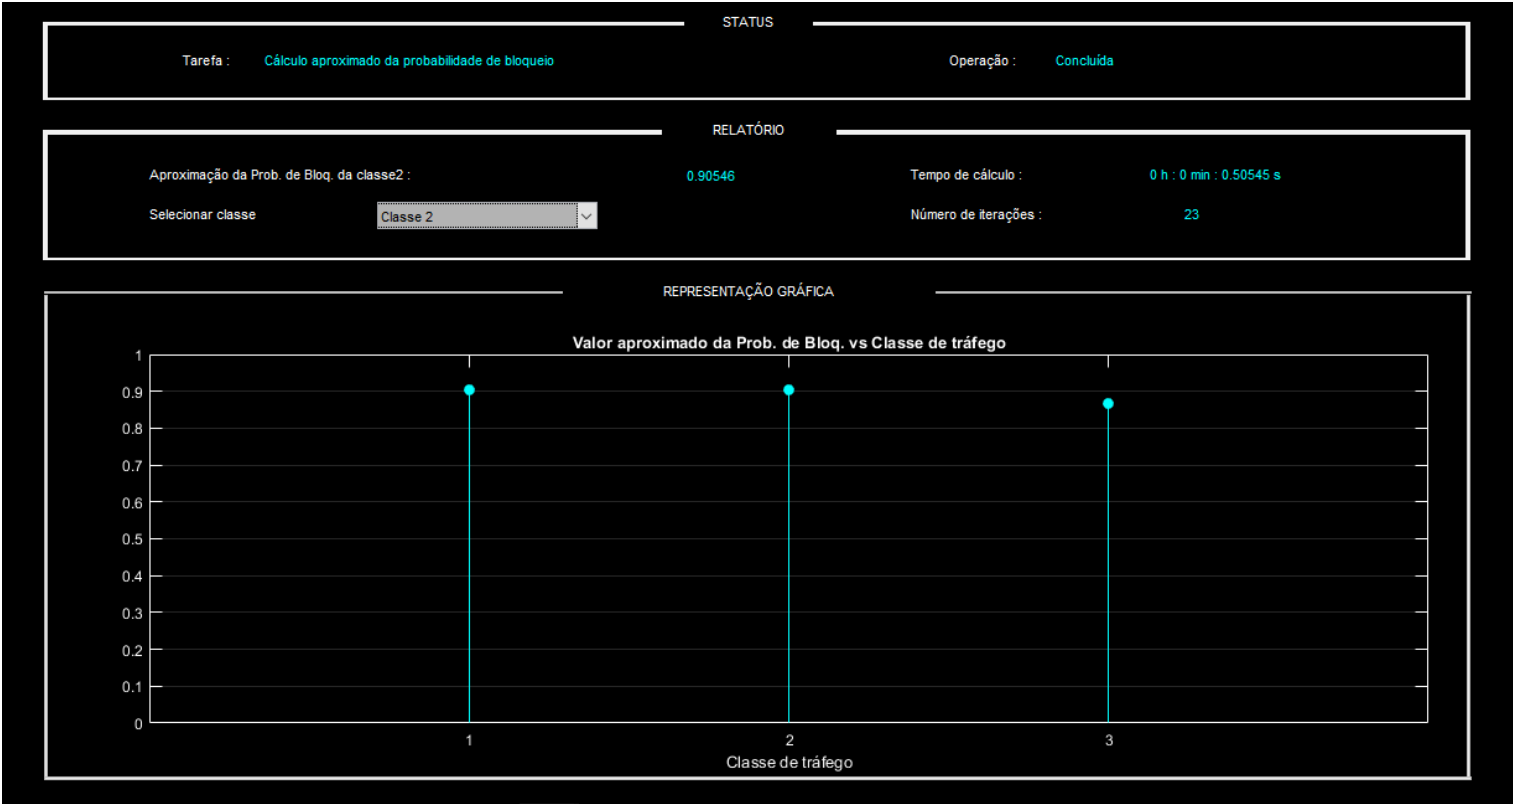 STATUS
Tarefa : Cálculo aproximado da probabilidade de bloqueio Operação : Concluída
RELATÓRIO
Aproximação da Prob. de Bloq. da classe2 : 0.90546 Tempo de cálculo : 0 h : 0 min : 0.50545 s
Selecionar classe Classe 2 Número de iterações : 23
REPRESENTAÇÃO GRÁFICA
Valor aproximado da Prob. de Bloq. vs Classe de tráfego
1
0.9
0.8
0.7
0.6
0.5
0.4
0.3
0.2
0.1
0
1 2 3
Classe de tráfego